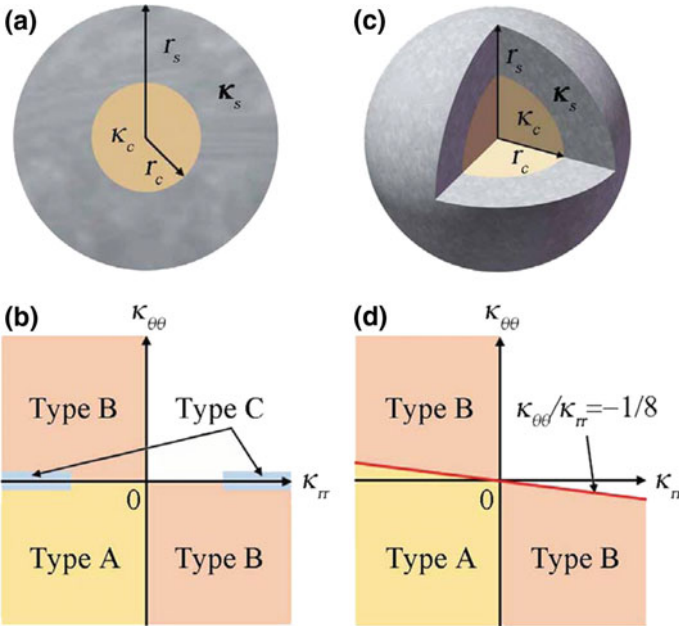 (a)
r_s
κ_s
κ_c
r_c
(c)
r_s
κ_s
κ_c
r_c
(b)
κ_θθ
Type B
Type C
0
κ_rr
Type A
Type B
(d)
κ_θθ
Type B
κ_θθ/κ_rr=−1/8
0
κ_rr
Type A
Type B